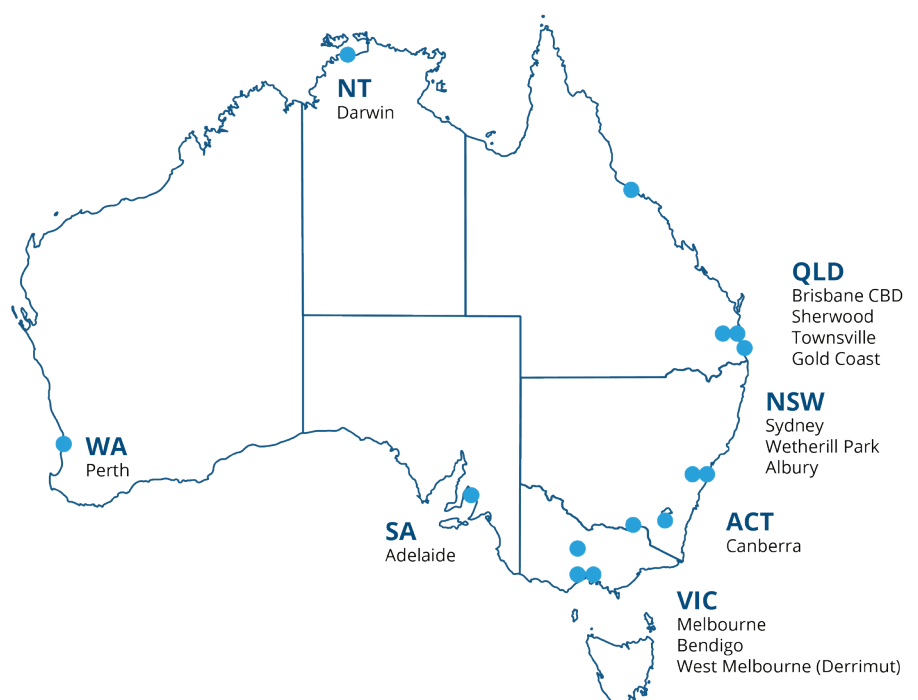 NT
Darwin
QLD
Brisbane CBD
Sherwood
Townsville
Gold Coast
NSW
Sydney
Wetherill Park
Albury
WA
Perth
SA
Adelaide
ACT
Canberra
VIC
Melbourne
Bendigo
West Melbourne (Derrimut)